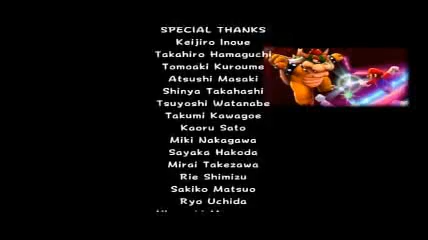 SPECIAL THANKS
Keijiro Inoue
Takahiro Hamaguchi
Tomoaki Kuroume
Atsushi Masaki
Shinya Takahashi
Tsuyoshi Watanabe
Takumi Kawagoe
Kaoru Sato
Miki Nakagawa
Sayaka Hakoda
Mirai Takezawa
Rie Shimizu
Sakiko Matsuo
Ryo Uchida